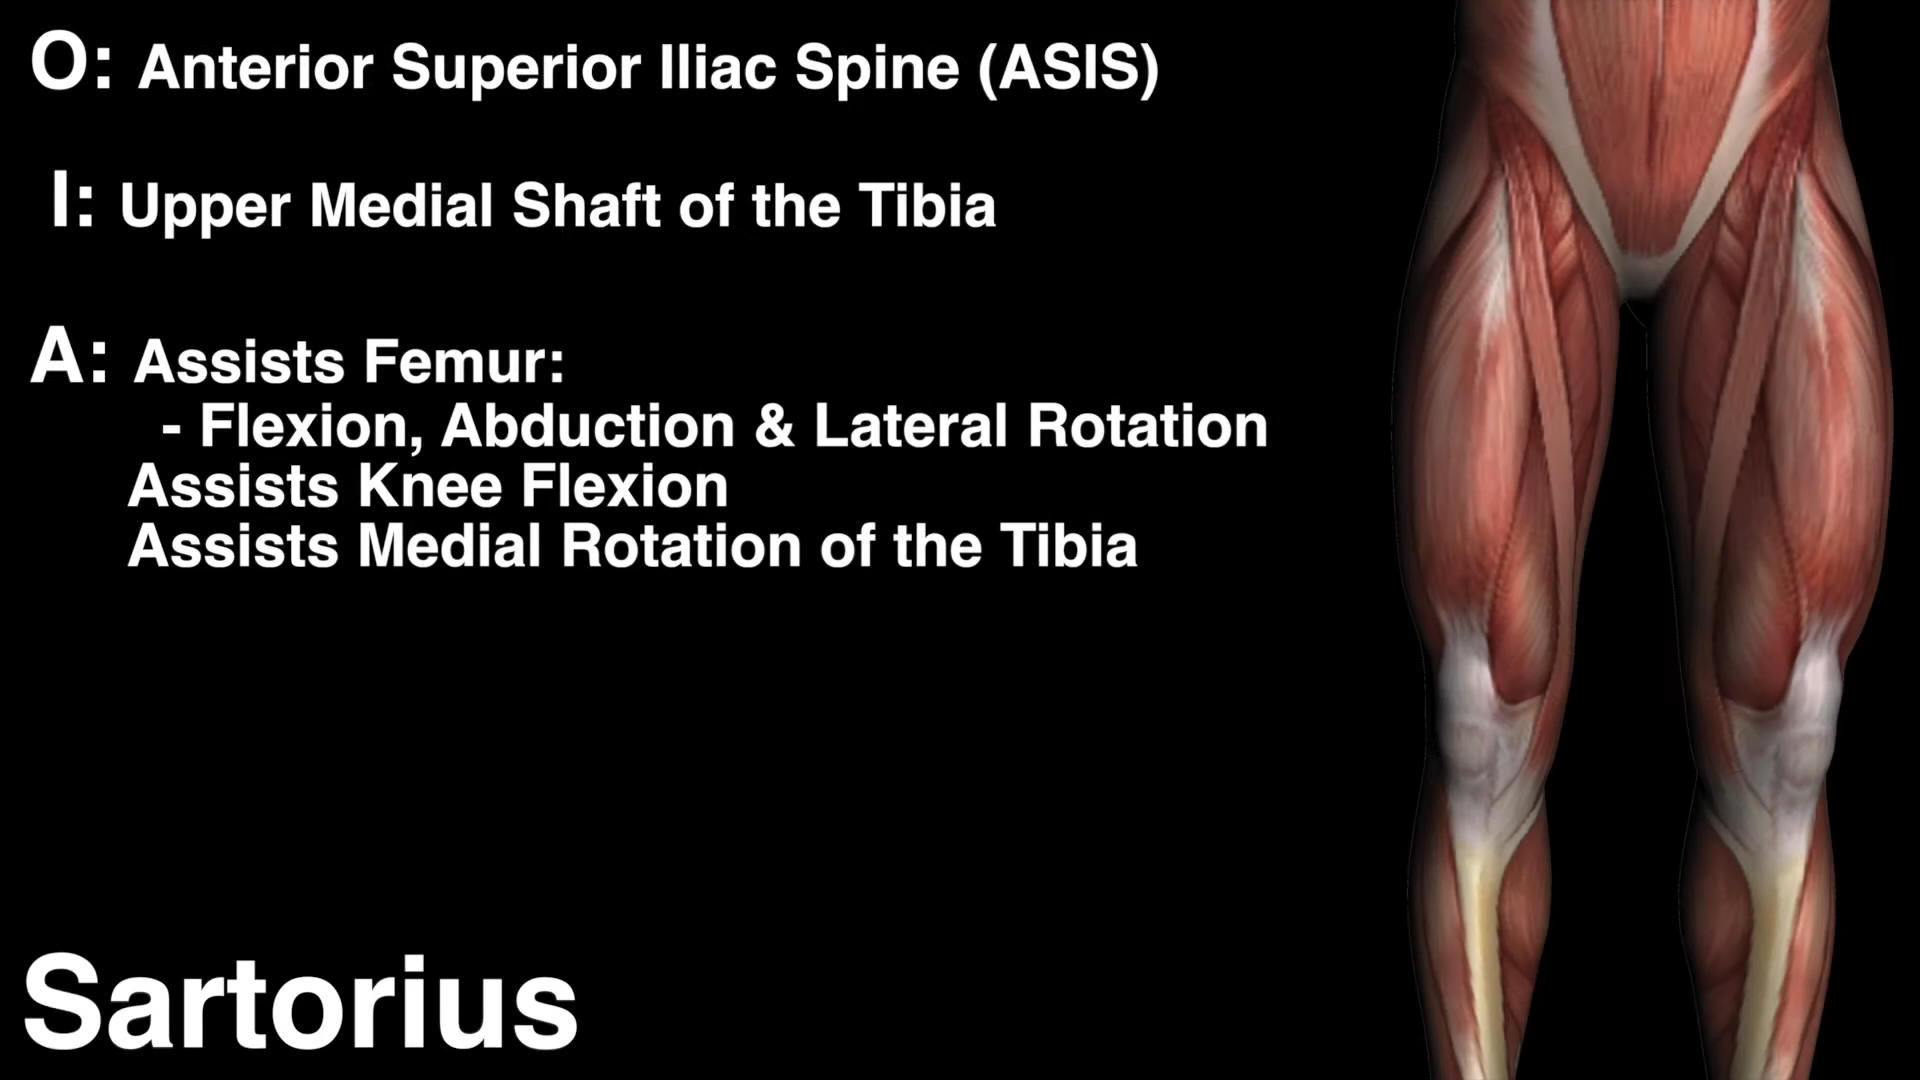 O: Anterior Superior Iliac Spine (ASIS)
I: Upper Medial Shaft of the Tibia
A: Assists Femur:
- Flexion, Abduction & Lateral Rotation
Assists Knee Flexion
Assists Medial Rotation of the Tibia
Sartorius